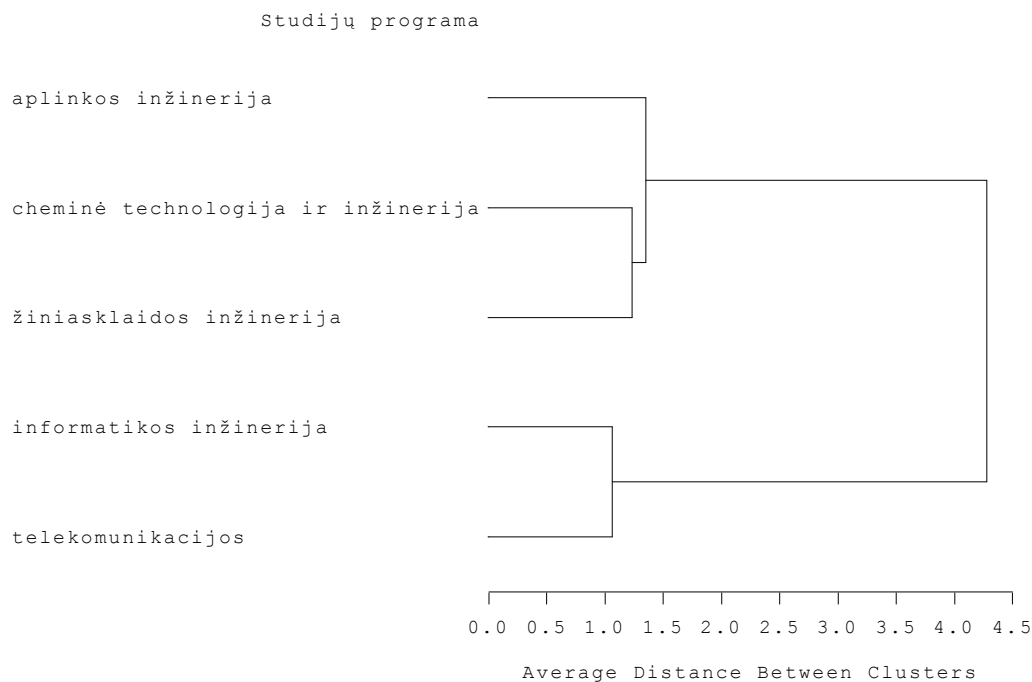 Studijų programa
aplinkos inžinerija
cheminė technologija ir inžinerija
žiniasklaidos inžinerija
informatikos inžinerija
telekomunikacijos
0.0 0.5 1.0 1.5 2.0 2.5 3.0 3.5 4.0 4.5
Average Distance Between Clusters